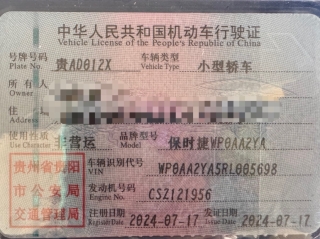 中华人民共和国机动车行驶证
Vehicle License of the People's Republic of China
号牌号码 贵AD012X 车辆类型 小型轿车
Plate No. Vehicle Type
所有人
Owner
住
使用性质 非营运 品牌型号 保时捷WP0AA2YA
Use Character Model
贵州省贵阳 市公安局 交通管理局
车辆识别代号 WP0AA2YA5RL005698
VIN
发动机号码 CSZ121956
Engine No.
注册日期 2024-07-17 发证日期 2024-07-17
Register Date Issue Date